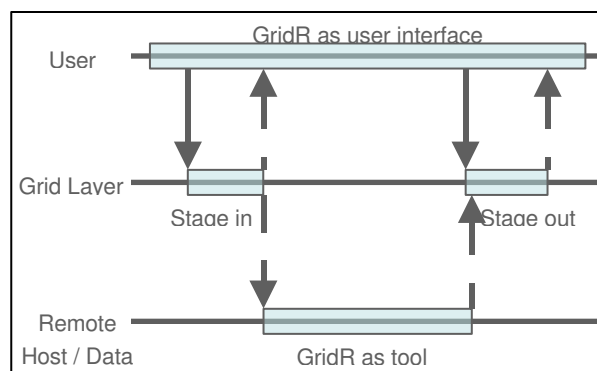 GridR as user interface
User
Grid Layer
Stage in
Stage out
Remote
Host / Data
GridR as tool